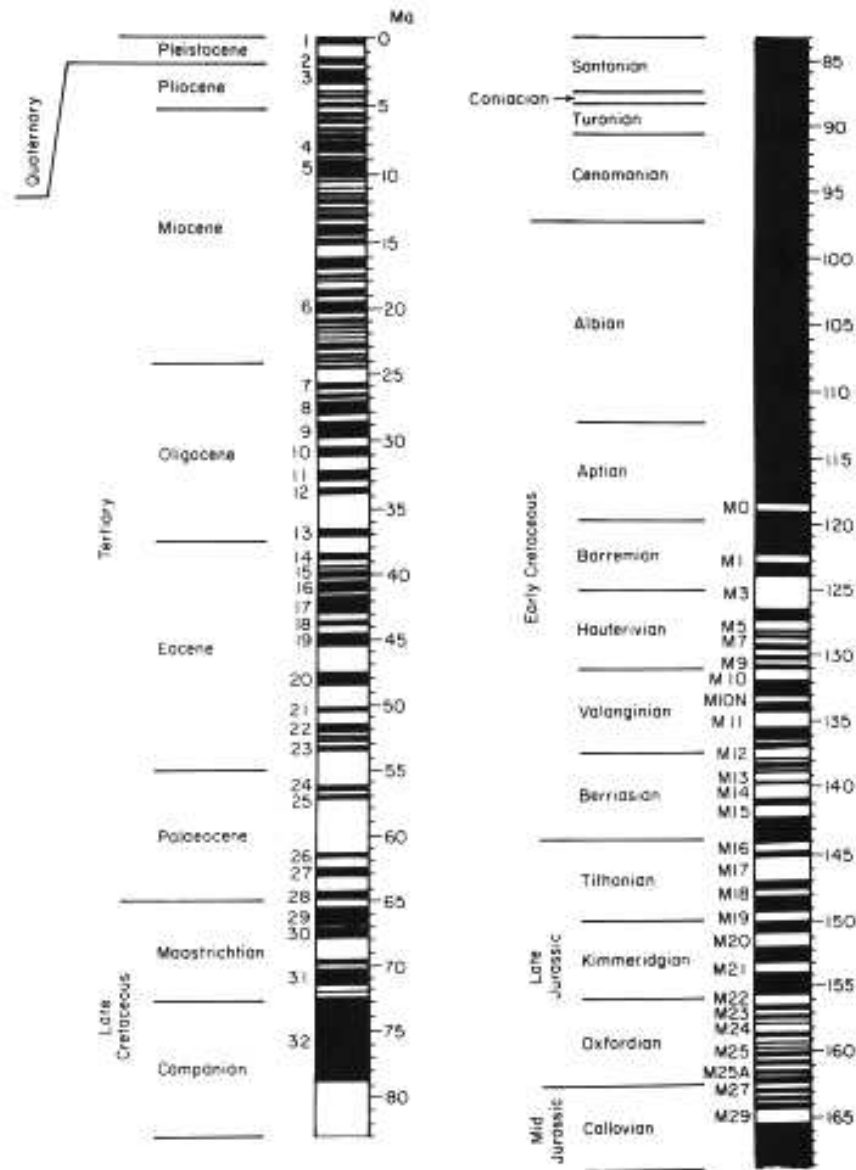 Ma
0
5
10
15
20
25
30
35
40
45
50
55
60
65
70
75
80
Quaternary
Tertiary
Late Cretaceous
Pleistocene
Pliocene
Miocene
Oligocene
Eocene
Palaeocene
Maastrichtian
Companian
1
2
3
4
5
6
7
8
9
10
11
12
13
14
15
16
17
18
19
20
21
22
23
24
25
26
27
28
29
30
31
32
Early Cretaceous
Late Jurassic
Mid Jurassic
Santonian
Coniacian
Turonian
Cenomanian
Albian
Aptian
Barremian
Hauterivian
Valanginian
Berriasian
Tithonian
Kimmeridgian
Oxfordian
Callovian
M0
M1
M3
M5
M7
M9
M10
M10N
M11
M12
M13
M14
M15
M16
M17
M18
M19
M20
M21
M22
M23
M24
M25
M25A
M27
M29
85
90
95
100
105
110
115
120
125
130
135
140
145
150
155
160
165